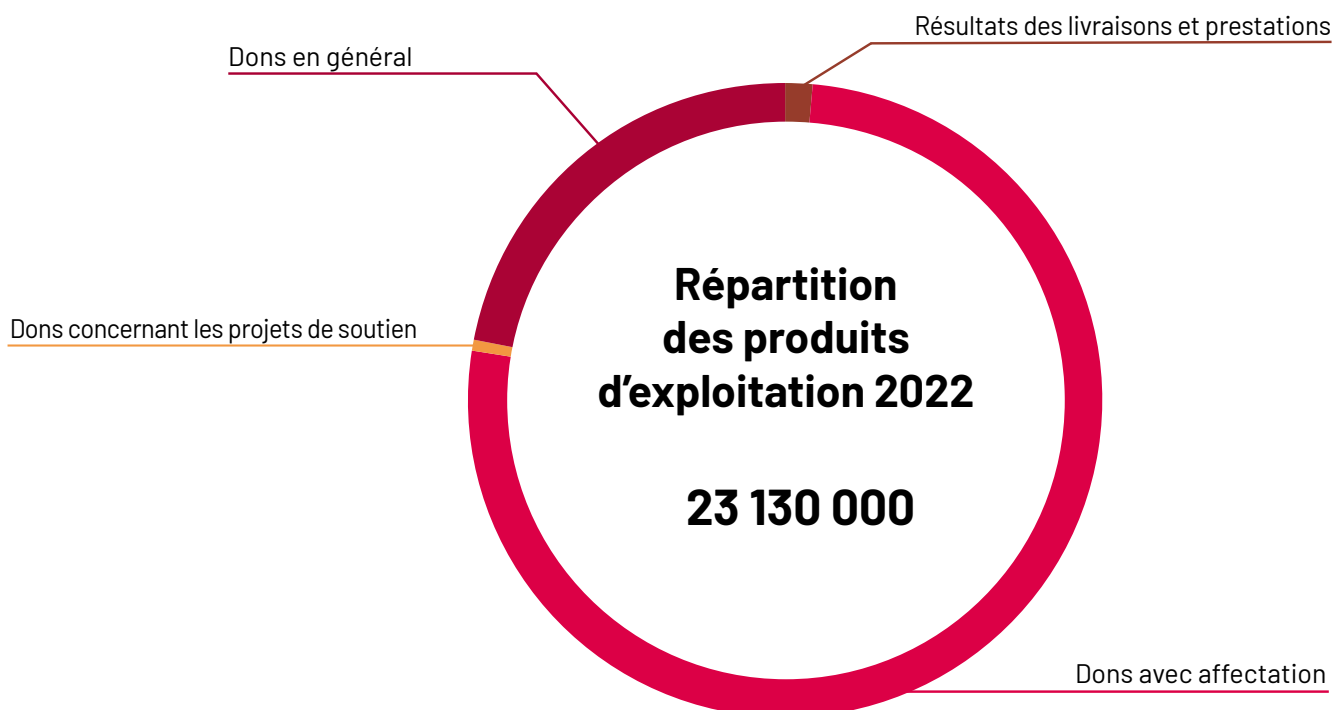 Résultats des livraisons et prestations
Dons en général
Répartition
des produits
d’exploitation 2022
23 130 000
Dons concernant les projets de soutien
Dons avec affectation